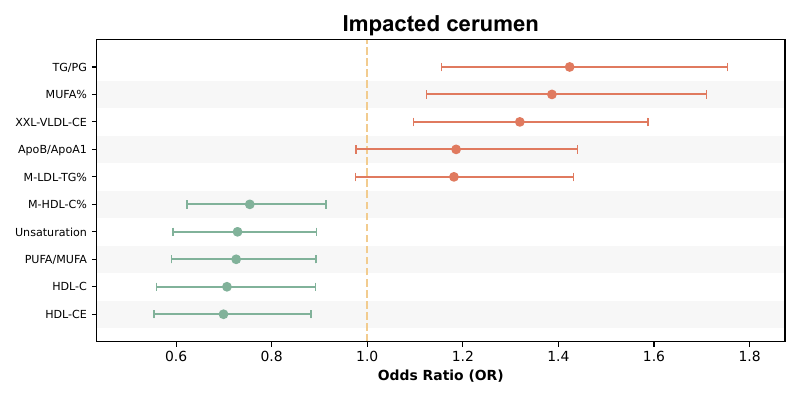 Impacted cerumen
TG/PG
MUFA%
XXL-VLDL-CE
ApoB/ApoA1
M-LDL-TG%
M-HDL-C%
Unsaturation
PUFA/MUFA
HDL-C
HDL-CE
0.6 0.8 1.0 1.2 1.4 1.6 1.8
Odds Ratio (OR)